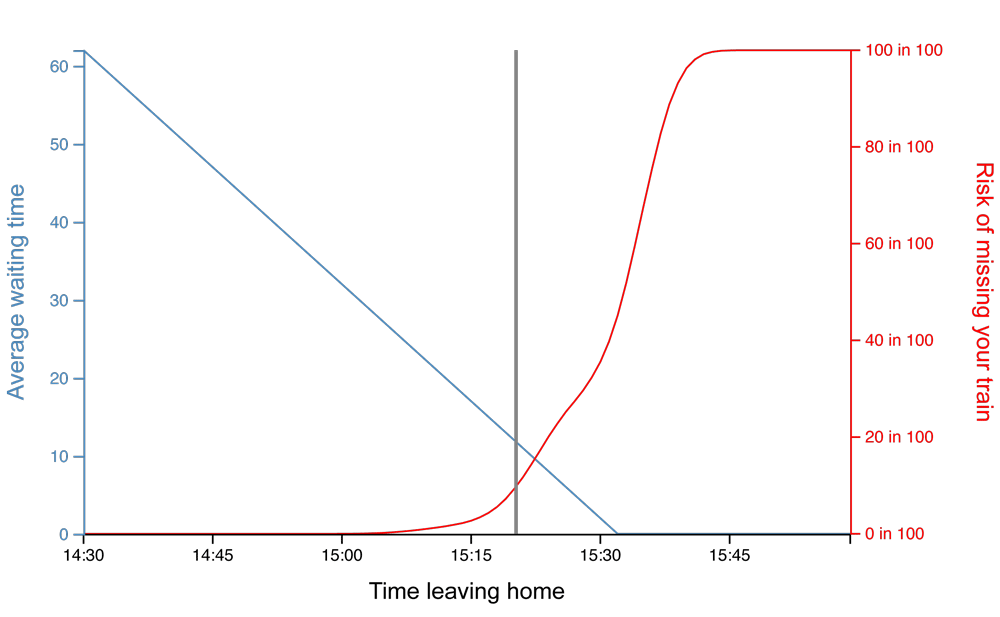 Average waiting time
60
50
40
30
20
10
0
14:30
14:45
15:00
15:15
15:30
15:45
Time leaving home
100 in 100
80 in 100
60 in 100
40 in 100
20 in 100
0 in 100
Risk of missing your train